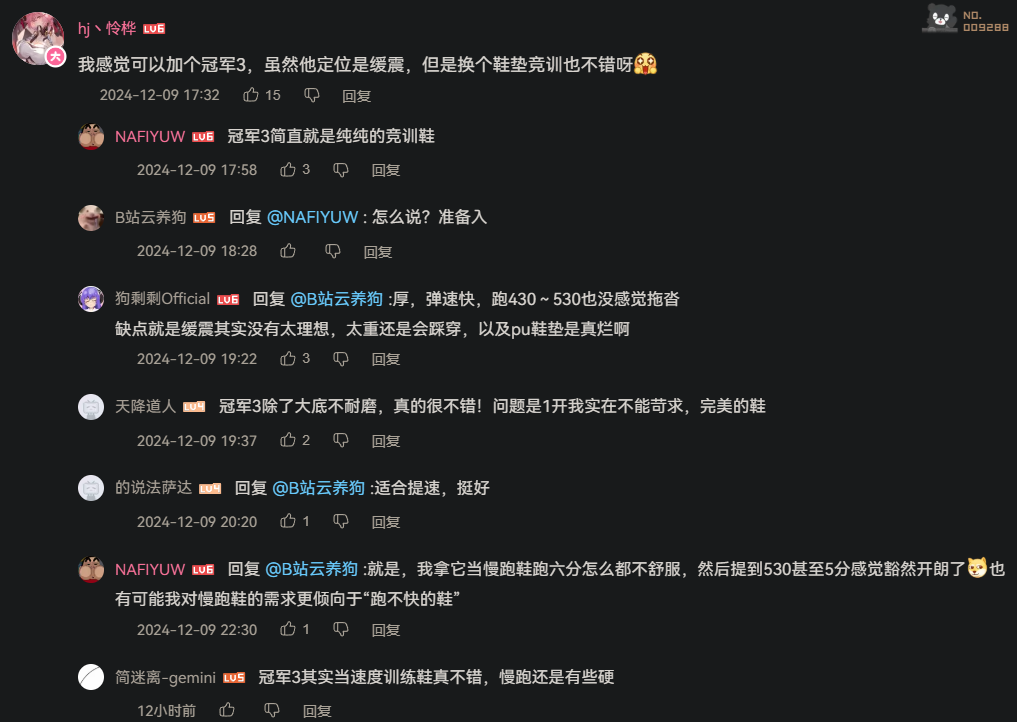 hj丶怜桦 LV6
NO.
009288
我感觉可以加个冠军3，虽然他定位是缓震，但是换个鞋垫竞训也不错呀
2024-12-09 17:32 15 回复
NAFIYUW LV6 冠军3简直就是纯纯的竞训鞋
2024-12-09 17:58 3 回复
B站云养狗 LV5 回复 @NAFIYUW : 怎么说？准备入
2024-12-09 18:28 回复
狗剩剩Official LV6 回复 @B站云养狗 :厚，弹速快，跑430～530也没感觉拖沓
缺点就是缓震其实没有太理想，太重还是会踩穿，以及pu鞋垫是真烂啊
2024-12-09 19:22 3 回复
天降道人 LV4 冠军3除了大底不耐磨，真的很不错！问题是1开我实在不能苛求，完美的鞋
2024-12-09 19:37 2 回复
的说法萨达 LV4 回复 @B站云养狗 :适合提速，挺好
2024-12-09 20:20 1 回复
NAFIYUW LV6 回复 @B站云养狗 :就是，我拿它当慢跑鞋跑六分怎么都不舒服，然后提到530甚至5分感觉豁然开朗了也
有可能我对慢跑鞋的需求更倾向于“跑不快的鞋”
2024-12-09 22:30 1 回复
简迷离-gemini LV5 冠军3其实当速度训练鞋真不错，慢跑还是有些硬
12小时前 回复